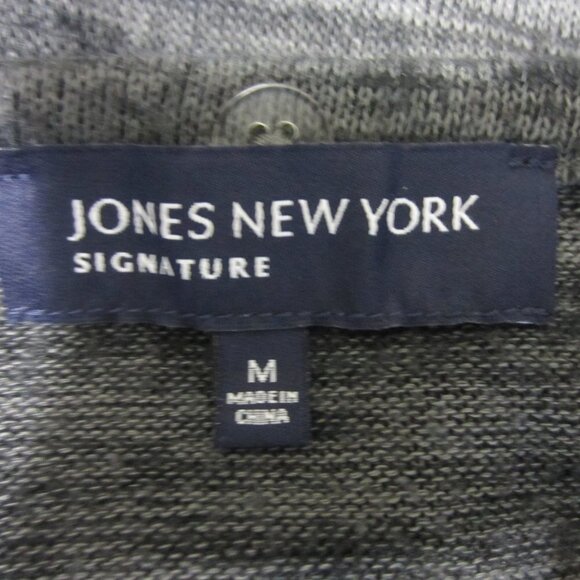 JONES NEW YORK
SIGNATURE
M
MADE IN
CHINA